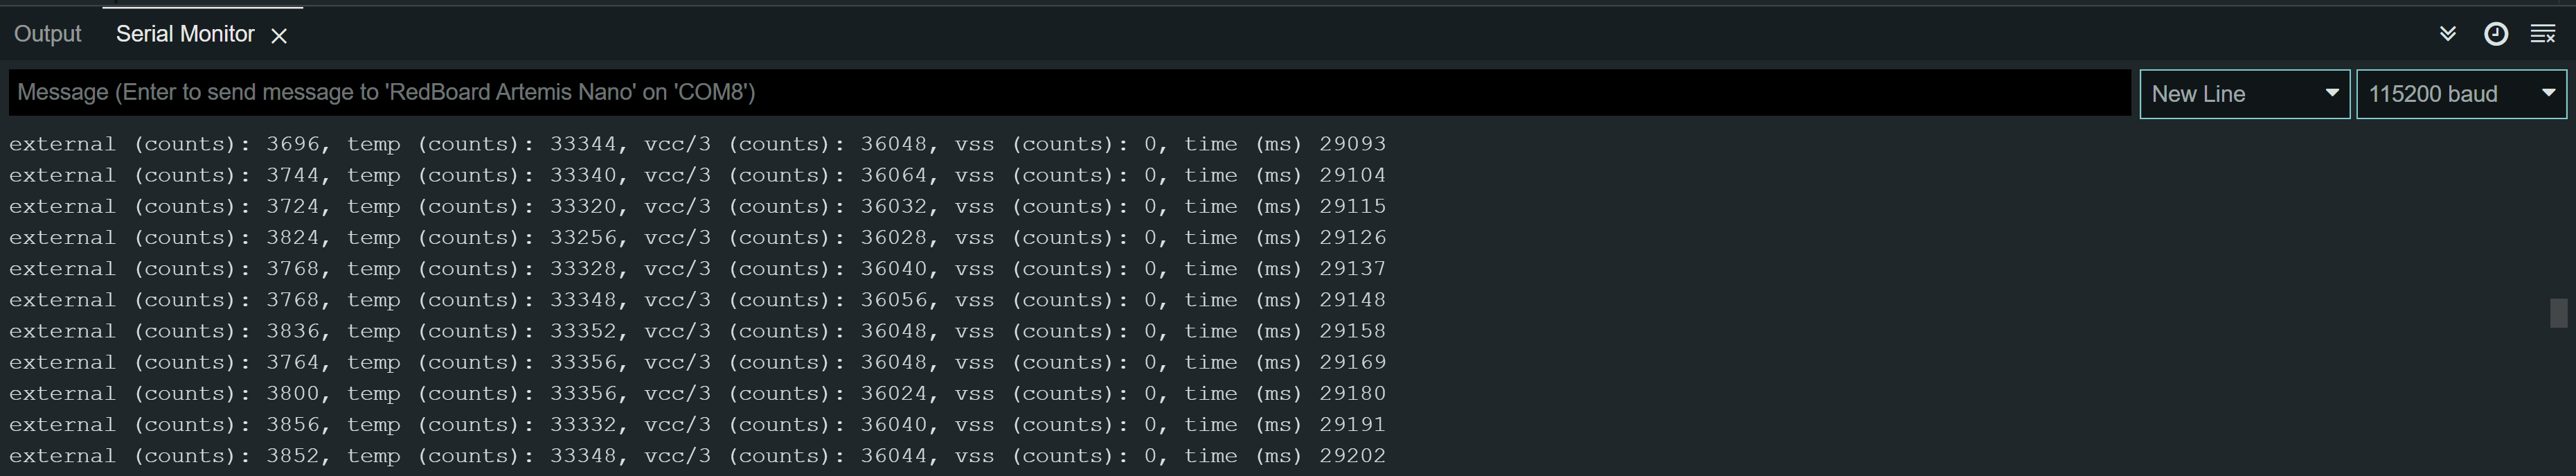 Output Serial Monitor
Message (Enter to send message to 'RedBoard Artemis Nano' on 'COM8') New Line 115200 baud
external (counts): 3696, temp (counts): 33344, vcc/3 (counts): 36048, vss (counts): 0, time (ms) 29093
external (counts): 3744, temp (counts): 33340, vcc/3 (counts): 36064, vss (counts): 0, time (ms) 29104
external (counts): 3724, temp (counts): 33320, vcc/3 (counts): 36032, vss (counts): 0, time (ms) 29115
external (counts): 3824, temp (counts): 33256, vcc/3 (counts): 36028, vss (counts): 0, time (ms) 29126
external (counts): 3768, temp (counts): 33328, vcc/3 (counts): 36040, vss (counts): 0, time (ms) 29137
external (counts): 3768, temp (counts): 33348, vcc/3 (counts): 36056, vss (counts): 0, time (ms) 29148
external (counts): 3836, temp (counts): 33352, vcc/3 (counts): 36048, vss (counts): 0, time (ms) 29158
external (counts): 3764, temp (counts): 33356, vcc/3 (counts): 36048, vss (counts): 0, time (ms) 29169
external (counts): 3800, temp (counts): 33356, vcc/3 (counts): 36024, vss (counts): 0, time (ms) 29180
external (counts): 3856, temp (counts): 33332, vcc/3 (counts): 36040, vss (counts): 0, time (ms) 29191
external (counts): 3852, temp (counts): 33348, vcc/3 (counts): 36044, vss (counts): 0, time (ms) 29202